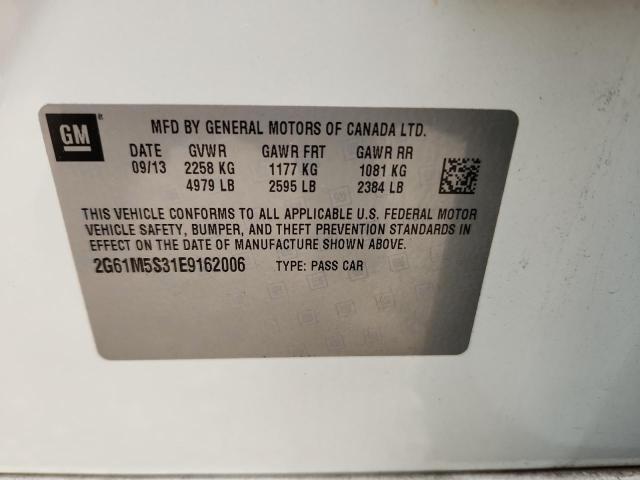 GM ® MFD BY GENERAL MOTORS OF CANADA LTD.
DATE GVWR GAWR FRT GAWR RR
09/13 2258 KG 1177 KG 1081 KG
4979 LB 2595 LB 2384 LB
THIS VEHICLE CONFORMS TO ALL APPLICABLE U.S. FEDERAL MOTOR
VEHICLE SAFETY, BUMPER, AND THEFT PREVENTION STANDARDS IN
EFFECT ON THE DATE OF MANUFACTURE SHOWN ABOVE.
2G61M5S31E9162006 TYPE: PASS CAR